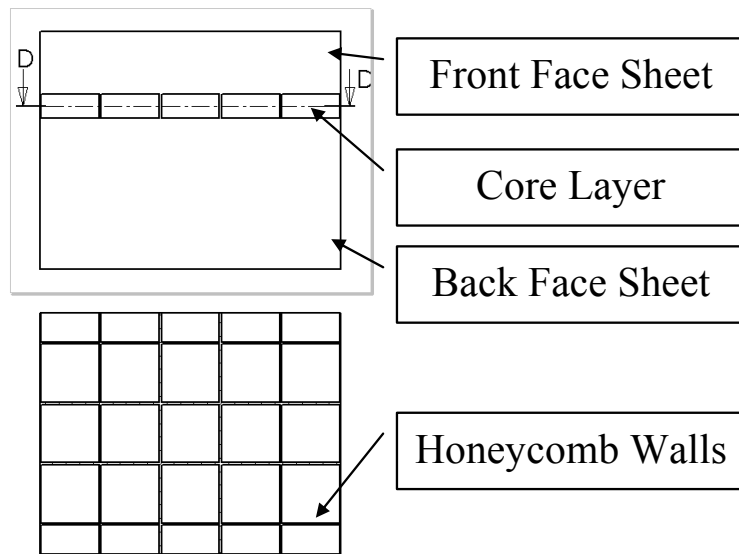 Front Face Sheet
D
D
Core Layer
Back Face Sheet
Honeycomb Walls